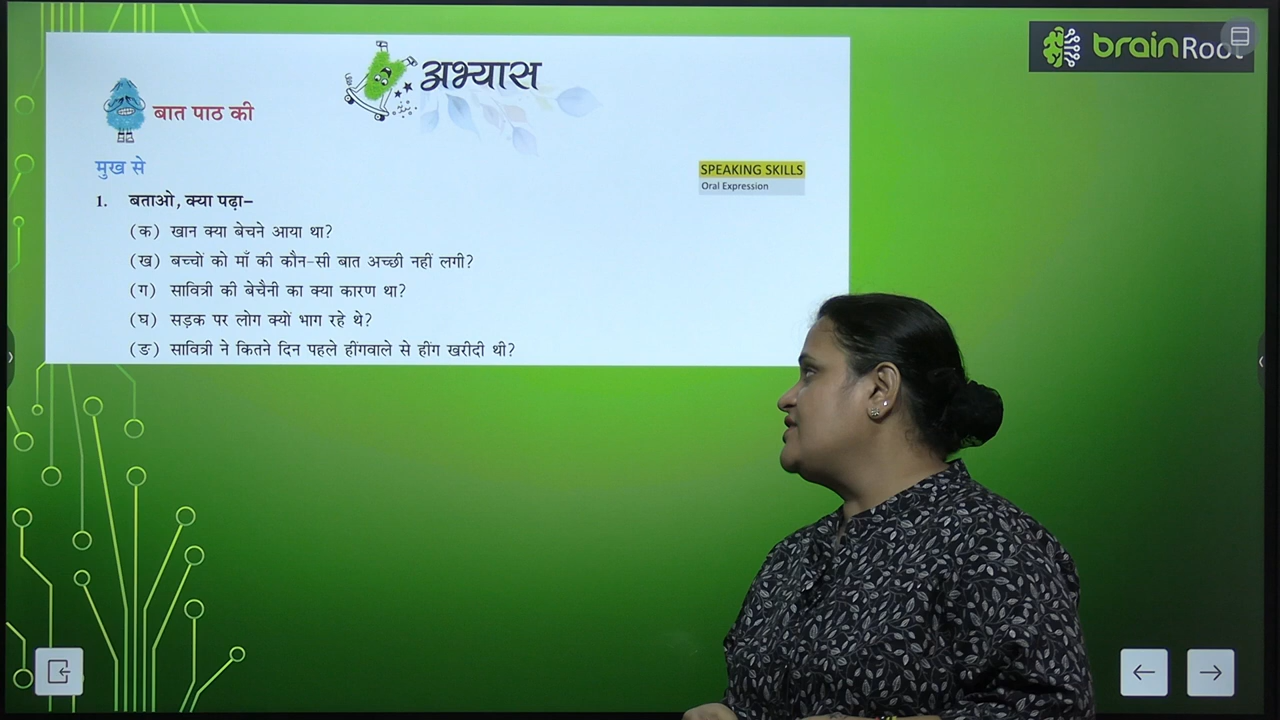 अभ्यास
बात पाठ की
मुख से
SPEAKING SKILLS
Oral Expression
1. बताओ, क्या पढ़ा–
(क) खान क्या बेचने आया था?
(ख) बच्चों को माँ की कौन-सी बात अच्छी नहीं लगी?
(ग) सावित्री की बेचैनी का क्या कारण था?
(घ) सड़क पर लोग क्यों भाग रहे थे?
(ङ) सावित्री ने कितने दिन पहले हींगवाले से हींग खरीदी थी?
brainRoot